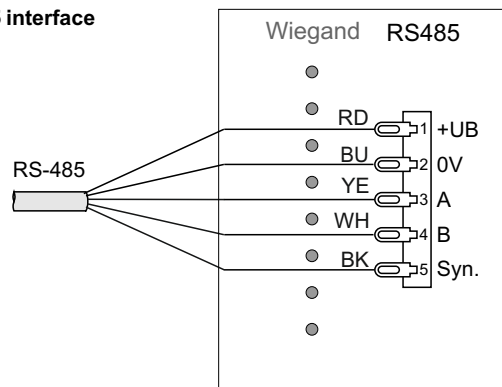 interface
Wiegand RS485
RD 1 +UB
BU 2 0V
RS-485
YE 3 A
WH 4 B
BK 5 Syn.